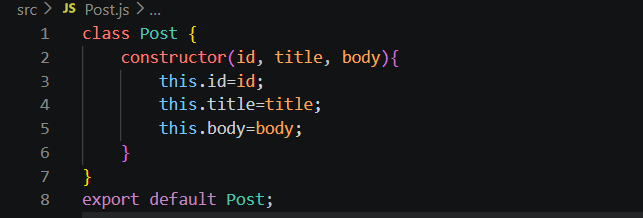 src > JS Post.js > ...
1 class Post {
2     constructor(id, title, body){
3         this.id=id;
4         this.title=title;
5         this.body=body;
6     }
7 }
8 export default Post;